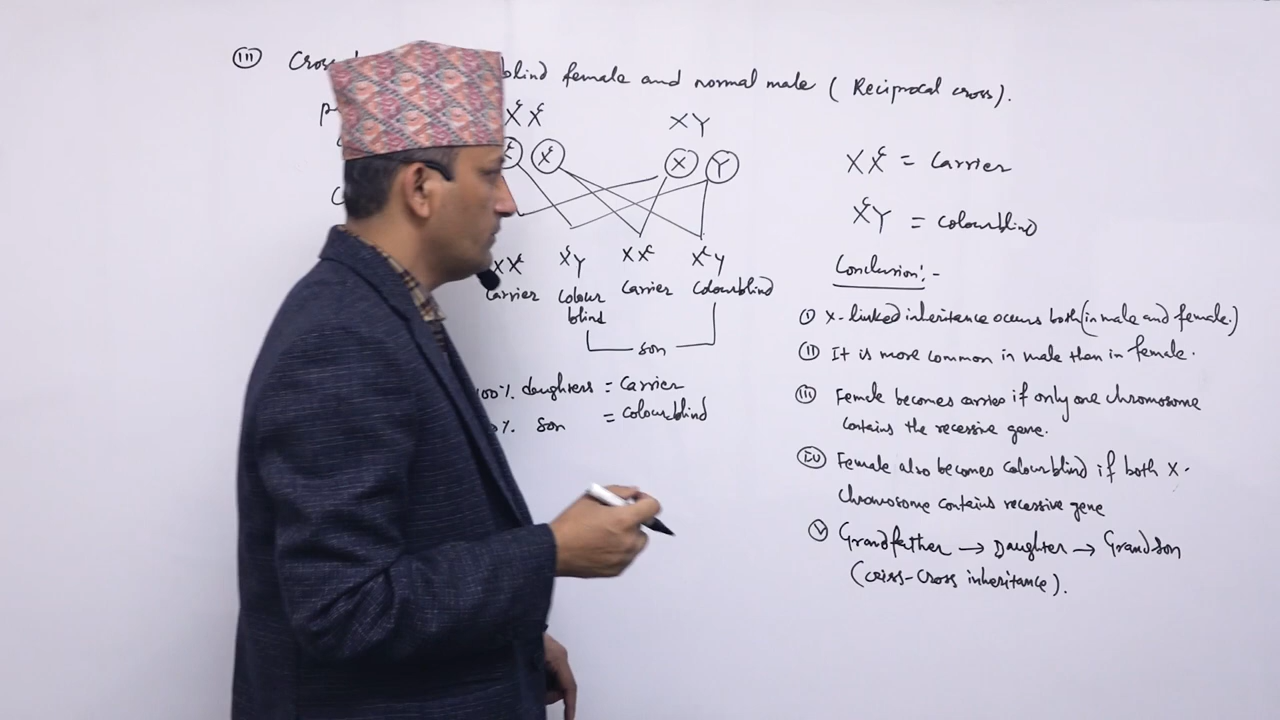 (iii) Cross blind female and normal male (Reciprocal cross).
XᶜXᶜ XY
Xᶜ Xᶜ X Y
XXᶜ XᶜY XXᶜ XᶜY
Carrier Colour blind Carrier Colourblind
son
100% daughters = Carrier
% son = colourblind
XXᶜ = Carrier
XᶜY = colourblind
Conclusion:-
(i) X-linked inheritance occurs both (in male and female.)
(ii) It is more common in male than in female.
(iii) Female becomes carrier if only one chromosome
contains the recessive gene.
(iv) Female also becomes colourblind if both X-
chromosome contains recessive gene
(v) Grandfather → Daughter → Grandson
(criss-cross inheritance).